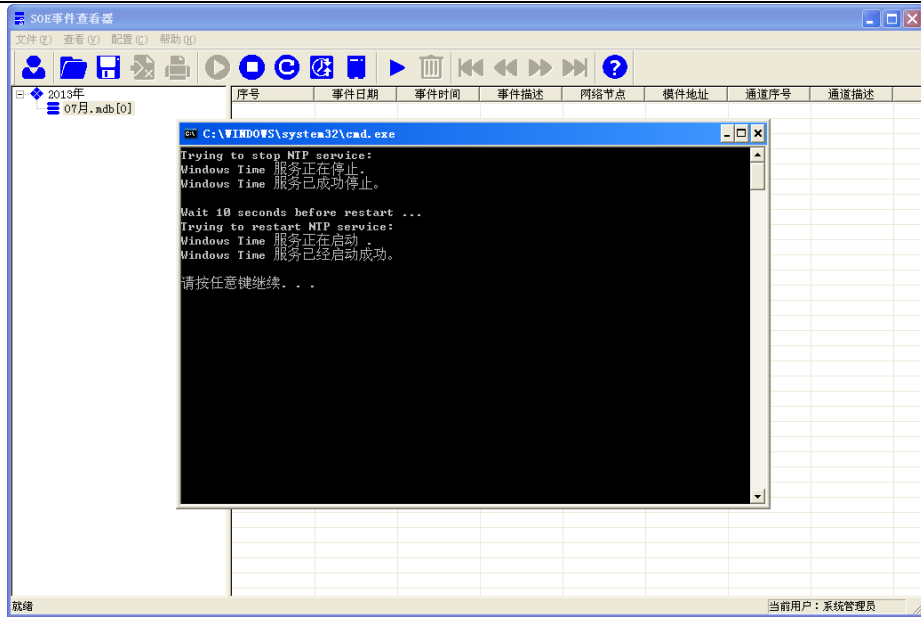 SOE事件查看器
文件(F) 查看(V) 配置(C) 帮助(H)
2013年
07月.mdb[0]
序号 事件日期 事件时间 事件描述 网络节点 模件地址 通道序号 通道描述
C:\WINDOWS\system32\cmd.exe
Trying to stop NTP service:
Windows Time 服务正在停止.
Windows Time 服务已成功停止。
Wait 10 seconds before restart ...
Trying to restart NTP service:
Windows Time 服务正在启动 .
Windows Time 服务已经启动成功。
请按任意键继续. . .
就绪
当前用户：系统管理员